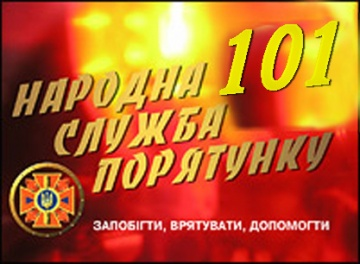 НАРОДНА 101
СЛУЖБА
ПОРЯТУНКУ
ЗАПОБІГТИ, ВРЯТУВАТИ, ДОПОМОГТИ